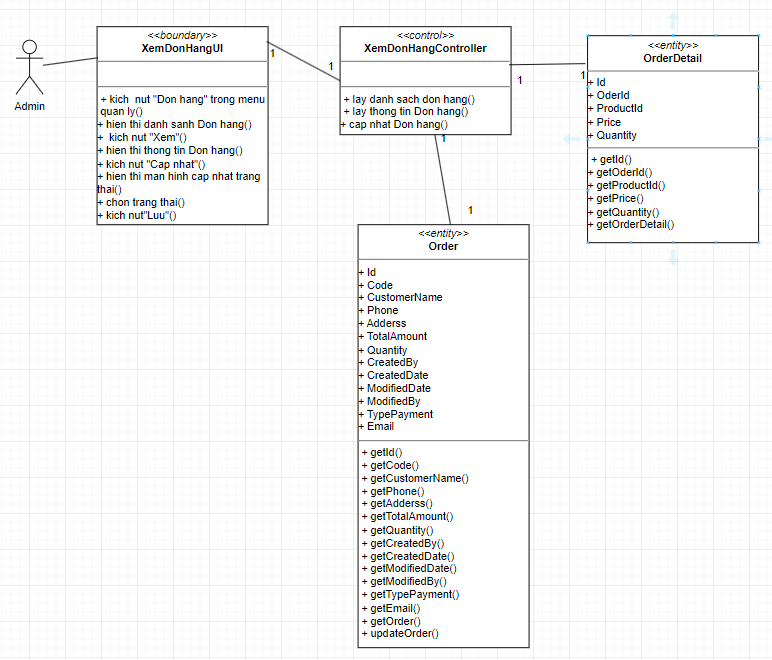 Admin
<<boundary>>
XemDonHangUI
+ kich nut "Don hang" trong menu
quan ly()
+ hien thi danh sanh Don hang()
+ kich nut "Xem"()
+ hien thi thong tin Don hang()
+ kich nut "Cap nhat"()
+ hien thi man hinh cap nhat trang
thai()
+ chon trang thai()
+ kich nut"Luu"()
1
1
<<control>>
XemDonHangController
+ lay danh sach don hang()
+ lay thong tin Don hang()
+ cap nhat Don hang()
1
1
1
1
<<entity>>
OrderDetail
+ Id
+ OderId
+ ProductId
+ Price
+ Quantity
+ getId()
+ getOderId()
+ getProductId()
+ getPrice()
+ getQuantity()
+ getOrderDetail()
<<entity>>
Order
+ Id
+ Code
+ CustomerName
+ Phone
+ Adderss
+ TotalAmount
+ Quantity
+ CreatedBy
+ CreatedDate
+ ModifiedDate
+ ModifiedBy
+ TypePayment
+ Email
+ getId()
+ getCode()
+ getCustomerName()
+ getPhone()
+ getAdderss()
+ getTotalAmount()
+ getQuantity()
+ getCreatedBy()
+ getCreatedDate()
+ getModifiedDate()
+ getModifiedBy()
+ getTypePayment()
+ getEmail()
+ getOrder()
+ updateOrder()